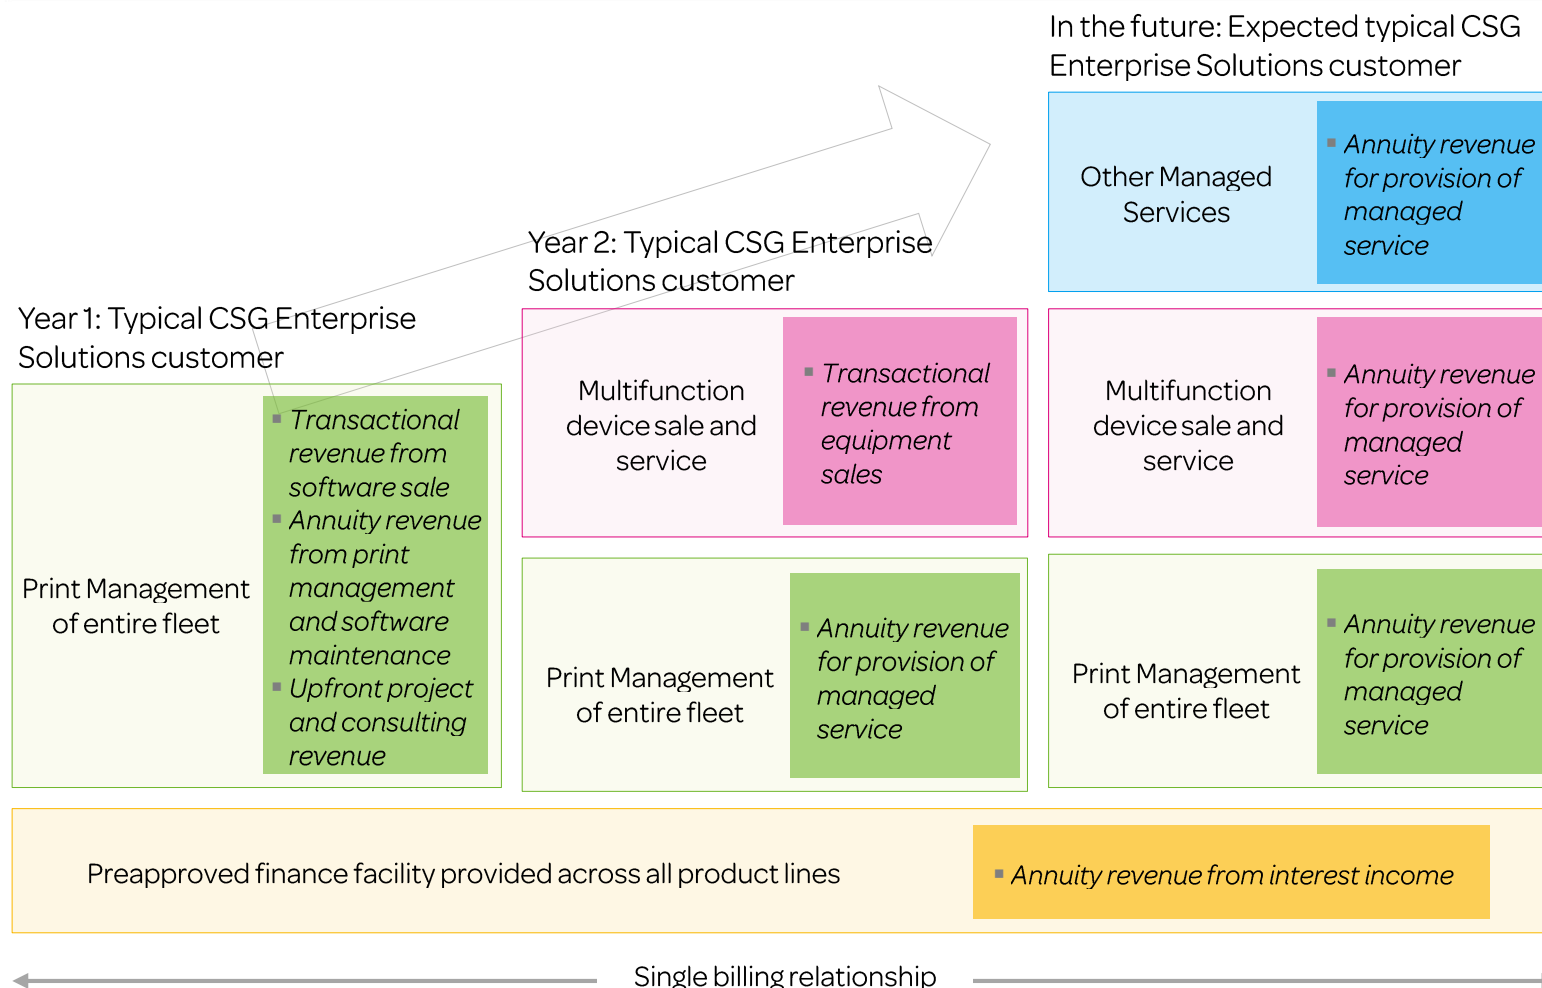 In the future: Expected typical CSG
Enterprise Solutions customer
Other Managed
Services
▪ Annuity revenue
for provision of
managed
service
Year 2: Typical CSG Enterprise
Solutions customer
Year 1: Typical CSG Enterprise
Solutions customer
Print Management
of entire fleet
▪ Transactional
revenue from
software sale
▪ Annuity revenue
from print
management
and software
maintenance
▪ Upfront project
and consulting
revenue
Multifunction
device sale and
service
▪ Transactional
revenue from
equipment
sales
Print Management
of entire fleet
▪ Annuity revenue
for provision of
managed
service
Multifunction
device sale and
service
▪ Annuity revenue
for provision of
managed
service
Print Management
of entire fleet
▪ Annuity revenue
for provision of
managed
service
Preapproved finance facility provided across all product lines
▪ Annuity revenue from interest income
Single billing relationship